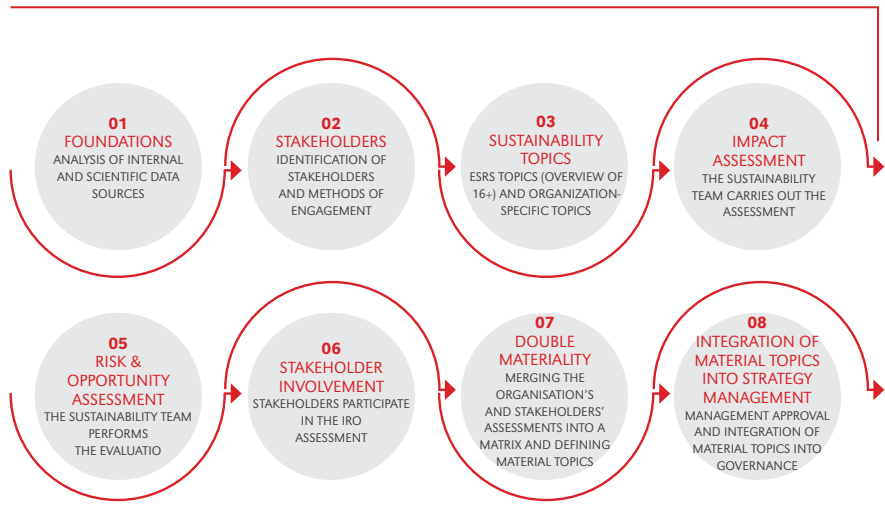 01
FOUNDATIONS
ANALYSIS OF INTERNAL
AND SCIENTIFIC DATA
SOURCES
02
STAKEHOLDERS
IDENTIFICATION OF
STAKEHOLDERS
AND METHODS OF
ENGAGEMENT
03
SUSTAINABILITY
TOPICS
ESRS TOPICS (OVERVIEW OF
16+) AND ORGANIZATION-
SPECIFIC TOPICS
04
IMPACT
ASSESSMENT
THE SUSTAINABILITY
TEAM CARRIES OUT THE
ASSESSMENT
05
RISK &
OPPORTUNITY
ASSESSMENT
THE SUSTAINABILITY TEAM
PERFORMS
THE EVALUATIO
06
STAKEHOLDER
INVOLVEMENT
STAKEHOLDERS PARTICIPATE
IN THE IRO
ASSESSMENT
07
DOUBLE
MATERIALITY
MERGING THE
ORGANISATION’S
AND STAKEHOLDERS’
ASSESSMENTS INTO A
MATRIX AND DEFINING
MATERIAL TOPICS
08
INTEGRATION OF
MATERIAL TOPICS
INTO STRATEGY
MANAGEMENT
MANAGEMENT APPROVAL
AND INTEGRATION OF
MATERIAL TOPICS INTO
GOVERNANCE